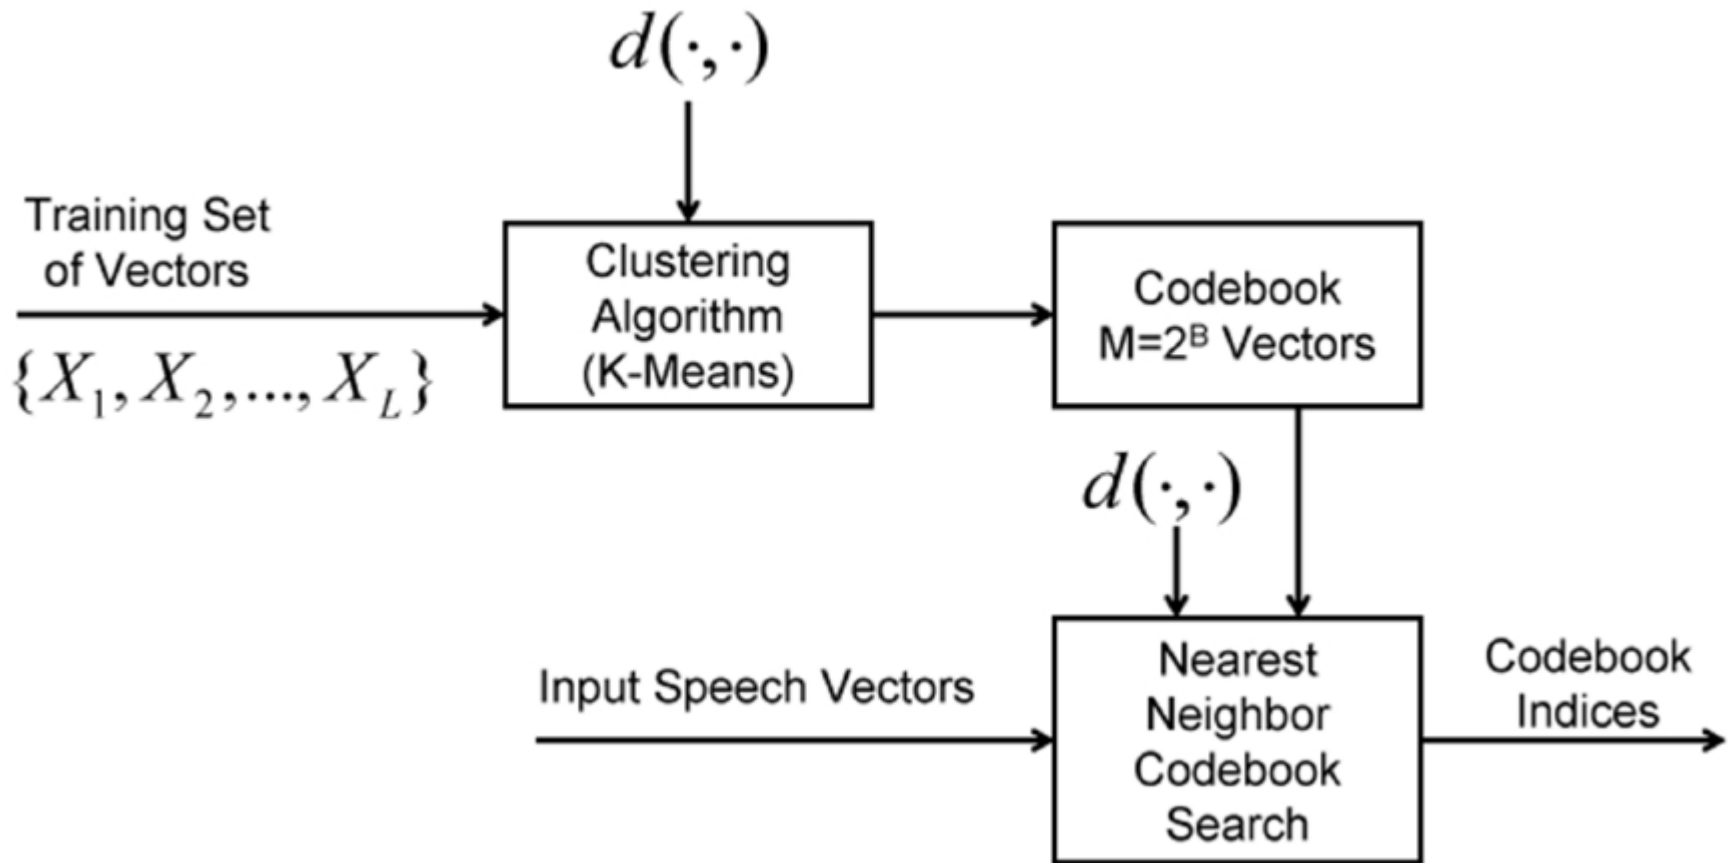 d(·,·)
Training Set
of Vectors
{X₁, X₂,..., X_L}
Clustering
Algorithm
(K-Means)
Codebook
M=2ᴮ Vectors
d(·,·)
Input Speech Vectors
Nearest
Neighbor
Codebook
Search
Codebook
Indices